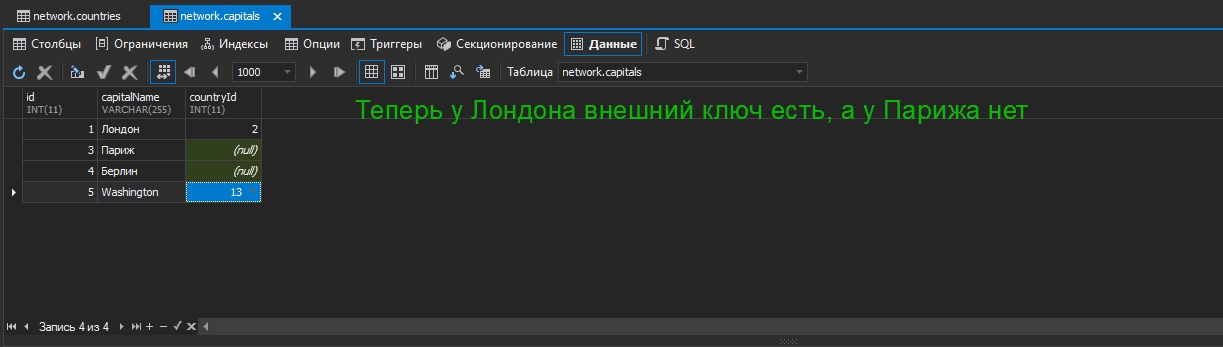 network.countries network.capitals
Столбцы Ограничения Индексы Опции Триггеры Секционирование Данные SQL
1000 Таблица network.capitals
id capitalName countryId
INT(11) VARCHAR(255) INT(11)
Теперь у Лондона внешний ключ есть, а у Парижа нет
1 Лондон 2
3 Париж (null)
4 Берлин (null)
5 Washington 13
Запись 4 из 4